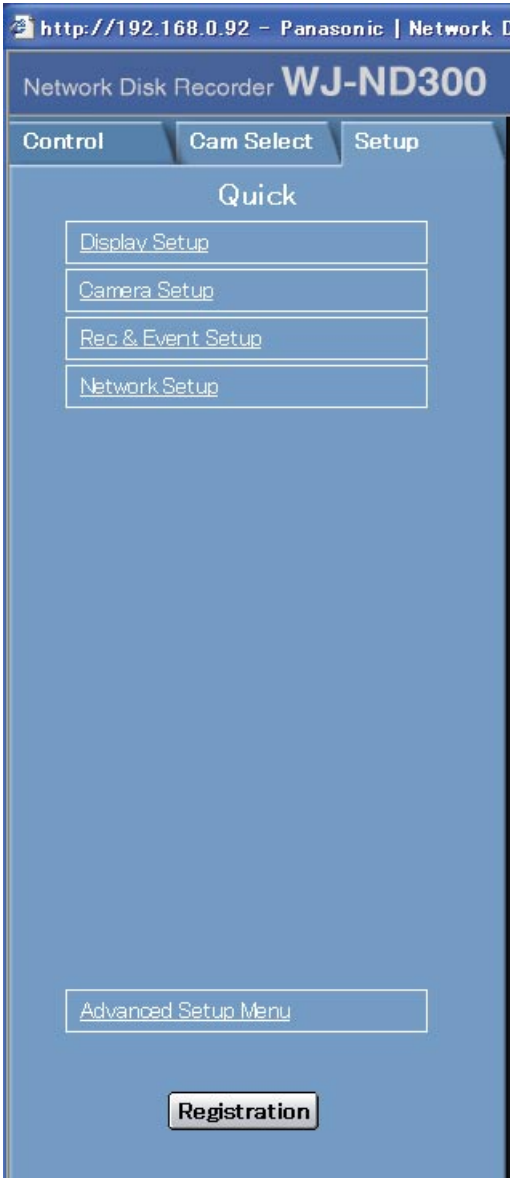 http://192.168.0.92 - Panasonic | Network
Network Disk Recorder WJ-ND300
Control Cam Select Setup
Quick
Display Setup
Camera Setup
Rec & Event Setup
Network Setup
Advanced Setup Menu
Registration